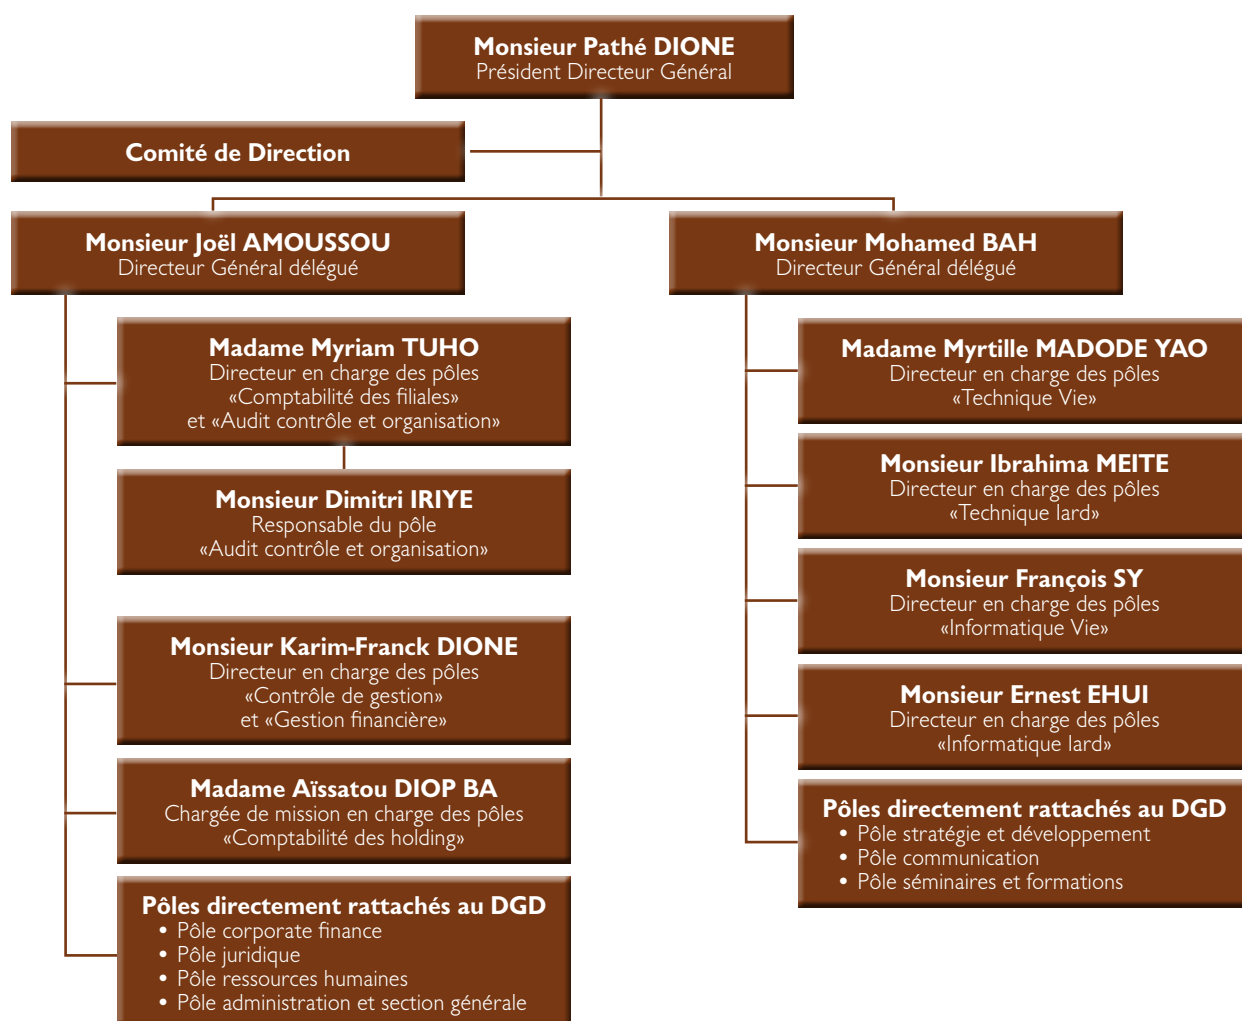 Monsieur Pathé DIONE
Président Directeur Général
Comité de Direction
Monsieur Joël AMOUSSOU
Directeur Général délégué
Madame Myriam TUHO
Directeur en charge des pôles
«Comptabilité des filiales»
et «Audit contrôle et organisation»
Monsieur Dimitri IRIYE
Responsable du pôle
«Audit contrôle et organisation»
Monsieur Karim-Franck DIONE
Directeur en charge des pôles
«Contrôle de gestion»
et «Gestion financière»
Madame Aïssatou DIOP BA
Chargée de mission en charge des pôles
«Comptabilité des holding»
Pôles directement rattachés au DGD
• Pôle corporate finance
• Pôle juridique
• Pôle ressources humaines
• Pôle administration et section générale
Monsieur Mohamed BAH
Directeur Général délégué
Madame Myrtille MADODE YAO
Directeur en charge des pôles
«Technique Vie»
Monsieur Ibrahima MEITE
Directeur en charge des pôles
«Technique Iard»
Monsieur François SY
Directeur en charge des pôles
«Informatique Vie»
Monsieur Ernest EHUI
Directeur en charge des pôles
«Informatique Iard»
Pôles directement rattachés au DGD
• Pôle stratégie et développement
• Pôle communication
• Pôle séminaires et formations